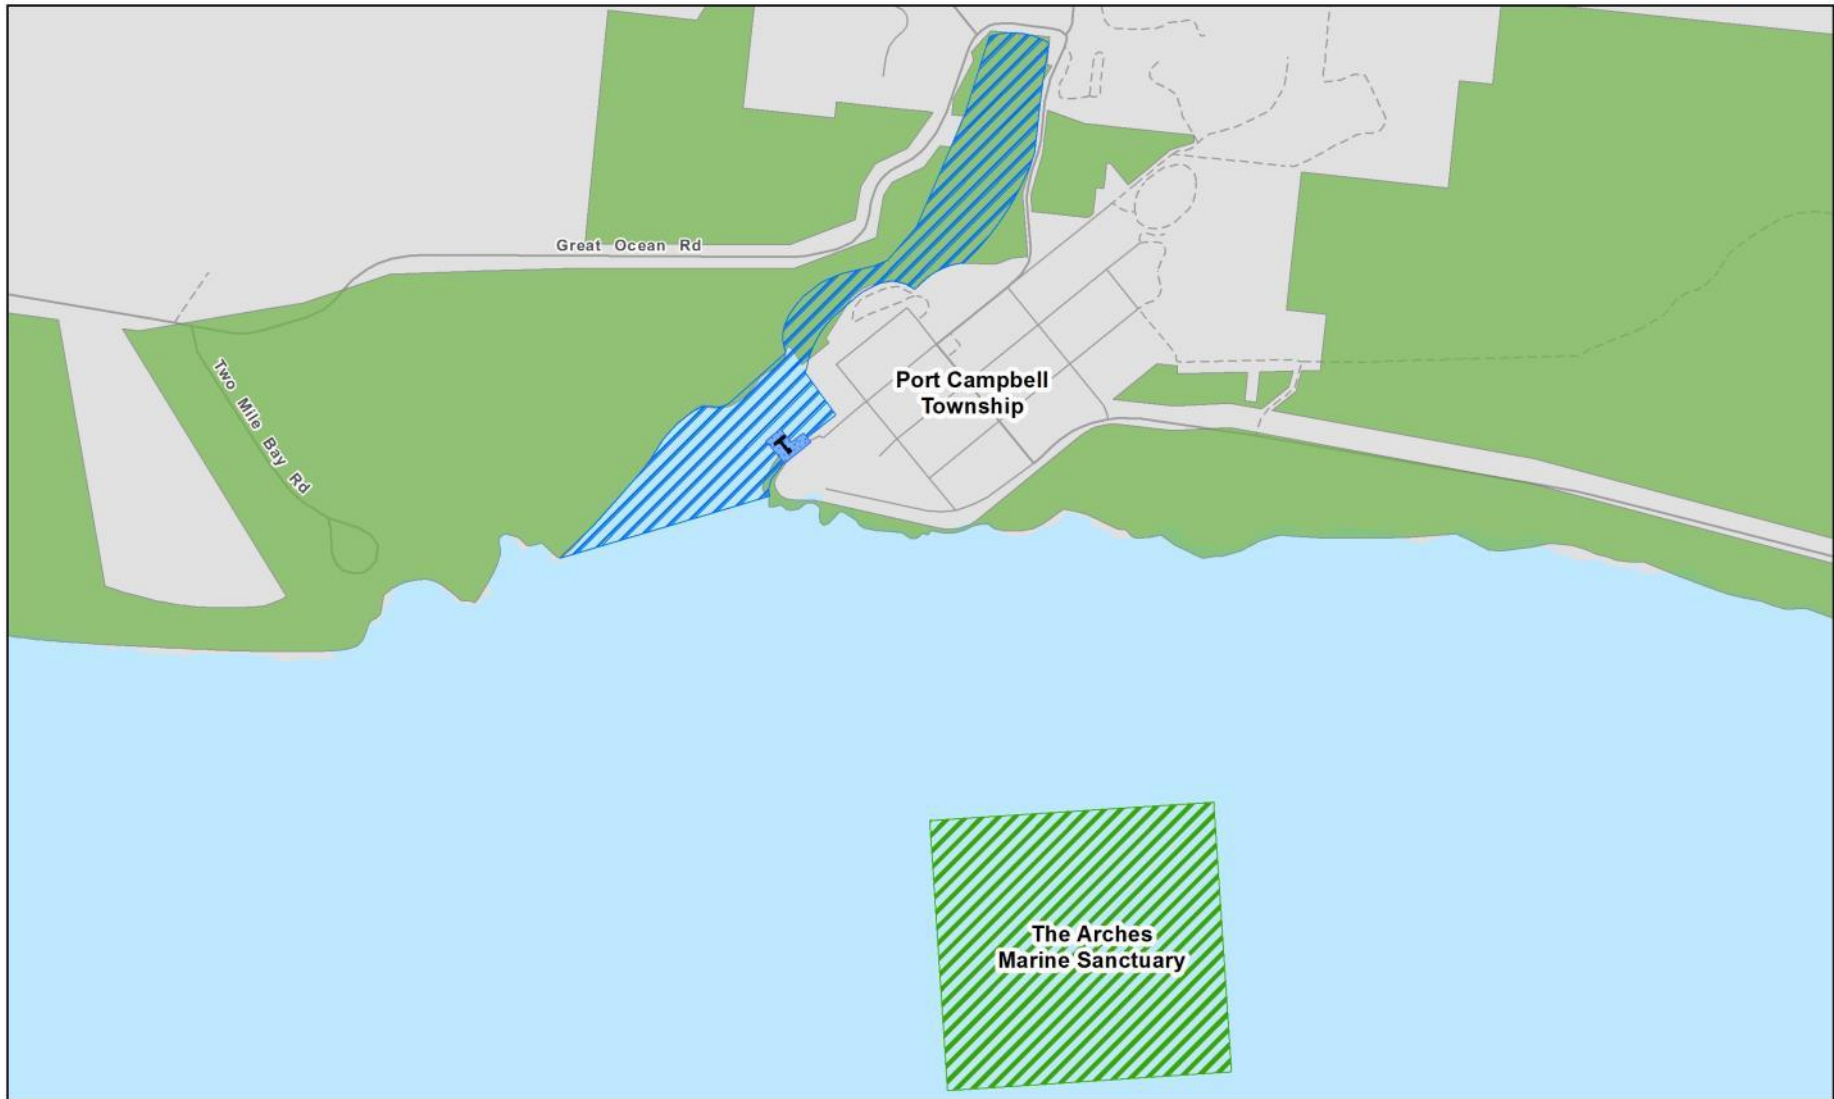 Great Ocean Rd
Two Mile Bay Rd
Port Campbell
Township
The Arches
Marine Sanctuary